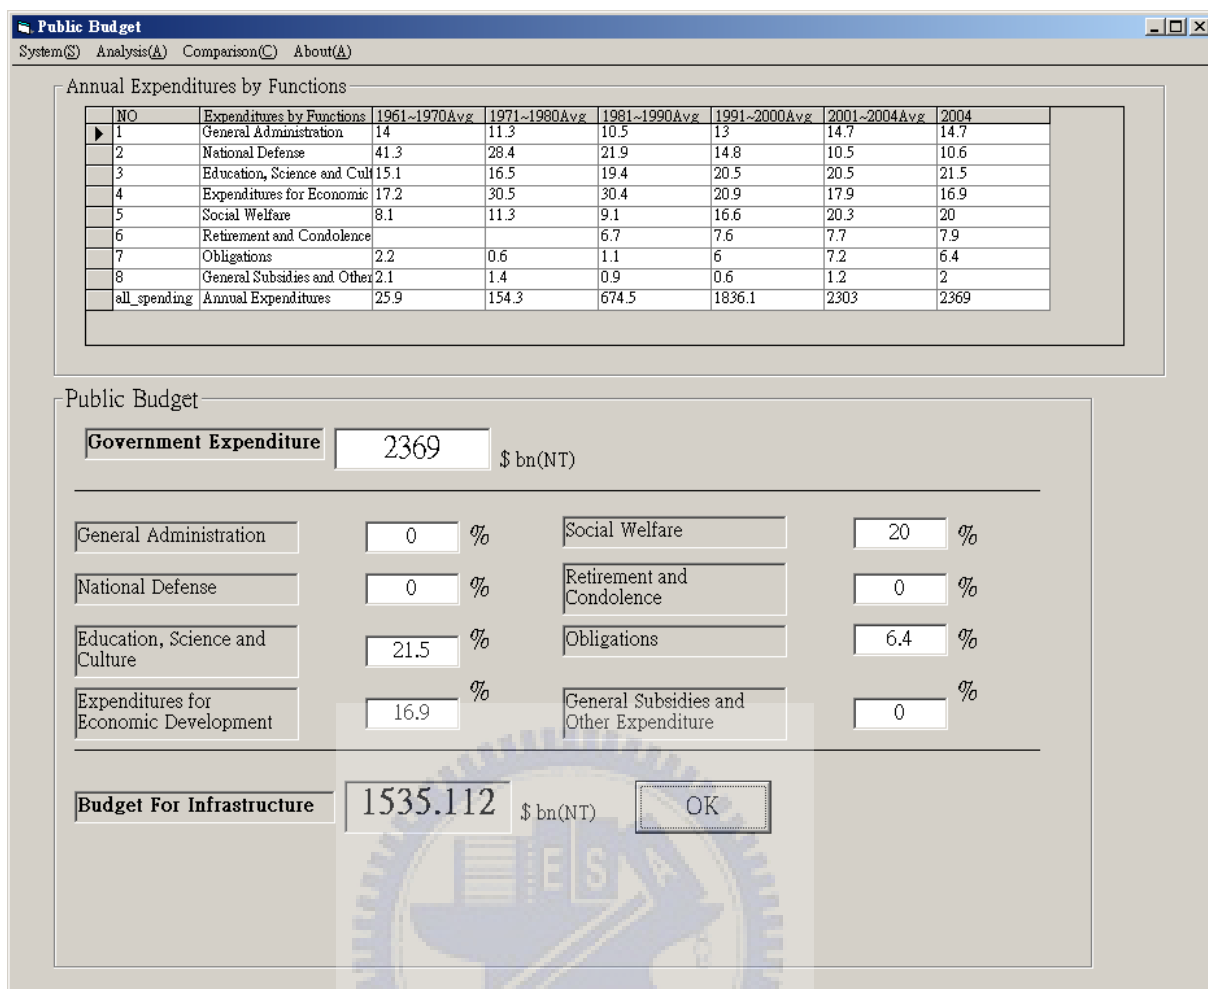 Public Budget
System(S) Analysis(A) Comparison(C) About(A)
Annual Expenditures by Functions
NO Expenditures by Functions 1961~1970Avg 1971~1980Avg 1981~1990Avg 1991~2000Avg 2001~2004Avg 2004
1 General Administration 14 11.3 10.5 13 14.7 14.7
2 National Defense 41.3 28.4 21.9 14.8 10.5 10.6
3 Education, Science and Cult 15.1 16.5 19.4 20.5 20.5 21.5
4 Expenditures for Economic 17.2 30.5 30.4 20.9 17.9 16.9
5 Social Welfare 8.1 11.3 9.1 16.6 20.3 20
6 Retirement and Condolence 6.7 7.6 7.7 7.9
7 Obligations 2.2 0.6 1.1 6 7.2 6.4
8 General Subsidies and Other 2.1 1.4 0.9 0.6 1.2 2
all_spending Annual Expenditures 25.9 154.3 674.5 1836.1 2303 2369
Public Budget
Government Expenditure 2369 $ bn(NT)
General Administration 0 % Social Welfare 20 %
National Defense 0 % Retirement and
Condolence 0 %
Education, Science and
Culture 21.5 % Obligations 6.4 %
Expenditures for
Economic Development 16.9 % General Subsidies and
Other Expenditure 0 %
Budget For Infrastructure 1535.112 $ bn(NT) OK
E S A